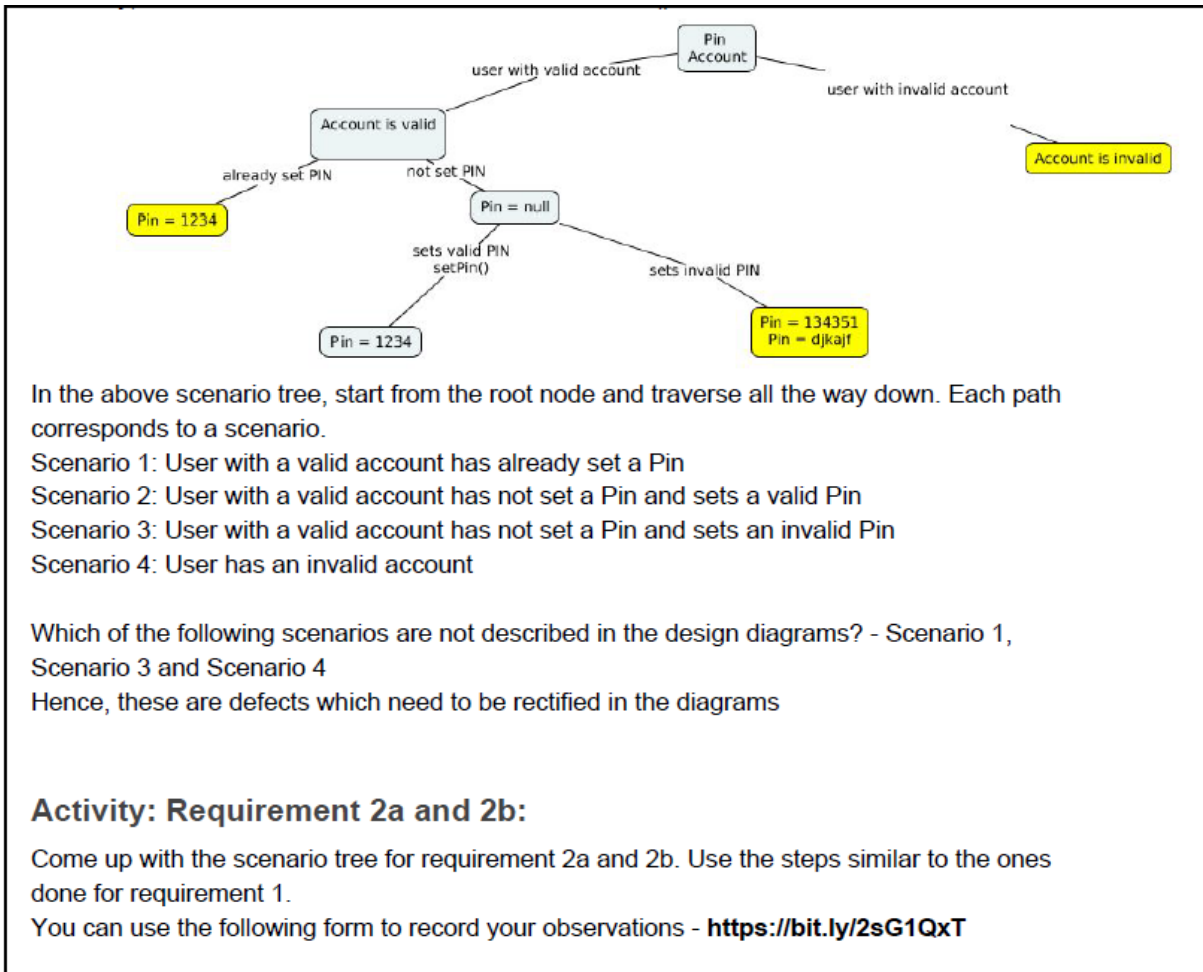 Pin
Account
user with valid account
user with invalid account
Account is valid
Account is invalid
already set PIN
not set PIN
Pin = 1234
Pin = null
sets valid PIN
setPin()
sets invalid PIN
Pin = 1234
Pin = 134351
Pin = djkajf
In the above scenario tree, start from the root node and traverse all the way down. Each path
corresponds to a scenario.
Scenario 1: User with a valid account has already set a Pin
Scenario 2: User with a valid account has not set a Pin and sets a valid Pin
Scenario 3: User with a valid account has not set a Pin and sets an invalid Pin
Scenario 4: User has an invalid account
Which of the following scenarios are not described in the design diagrams? - Scenario 1,
Scenario 3 and Scenario 4
Hence, these are defects which need to be rectified in the diagrams
Activity: Requirement 2a and 2b:
Come up with the scenario tree for requirement 2a and 2b. Use the steps similar to the ones
done for requirement 1.
You can use the following form to record your observations - https://bit.ly/2sG1QxT